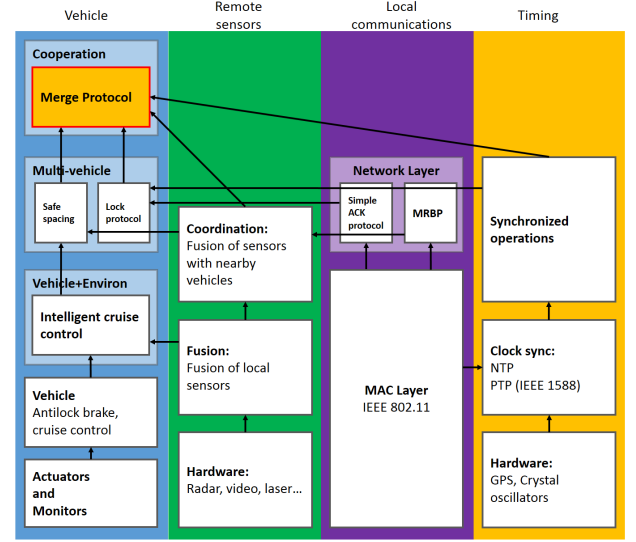 Vehicle
Remote
sensors
Local
communications
Timing
Cooperation
Merge Protocol
Multi-vehicle
Safe
spacing
Lock
protocol
Network Layer
Simple
ACK
protocol
MRBP
Synchronized
operations
Coordination:
Fusion of sensors
with nearby
vehicles
Vehicle+Environ
Intelligent cruise
control
Fusion:
Fusion of local
sensors
MAC Layer
IEEE 802.11
Clock sync:
NTP
PTP (IEEE 1588)
Vehicle
Antilock brake,
cruise control
Actuators
and
Monitors
Hardware:
Radar, video, laser...
Hardware:
GPS, Crystal
oscillators